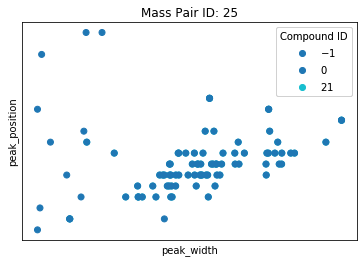 Mass Pair ID: 25
Compound ID
−1
0
21
peak_position
peak_width